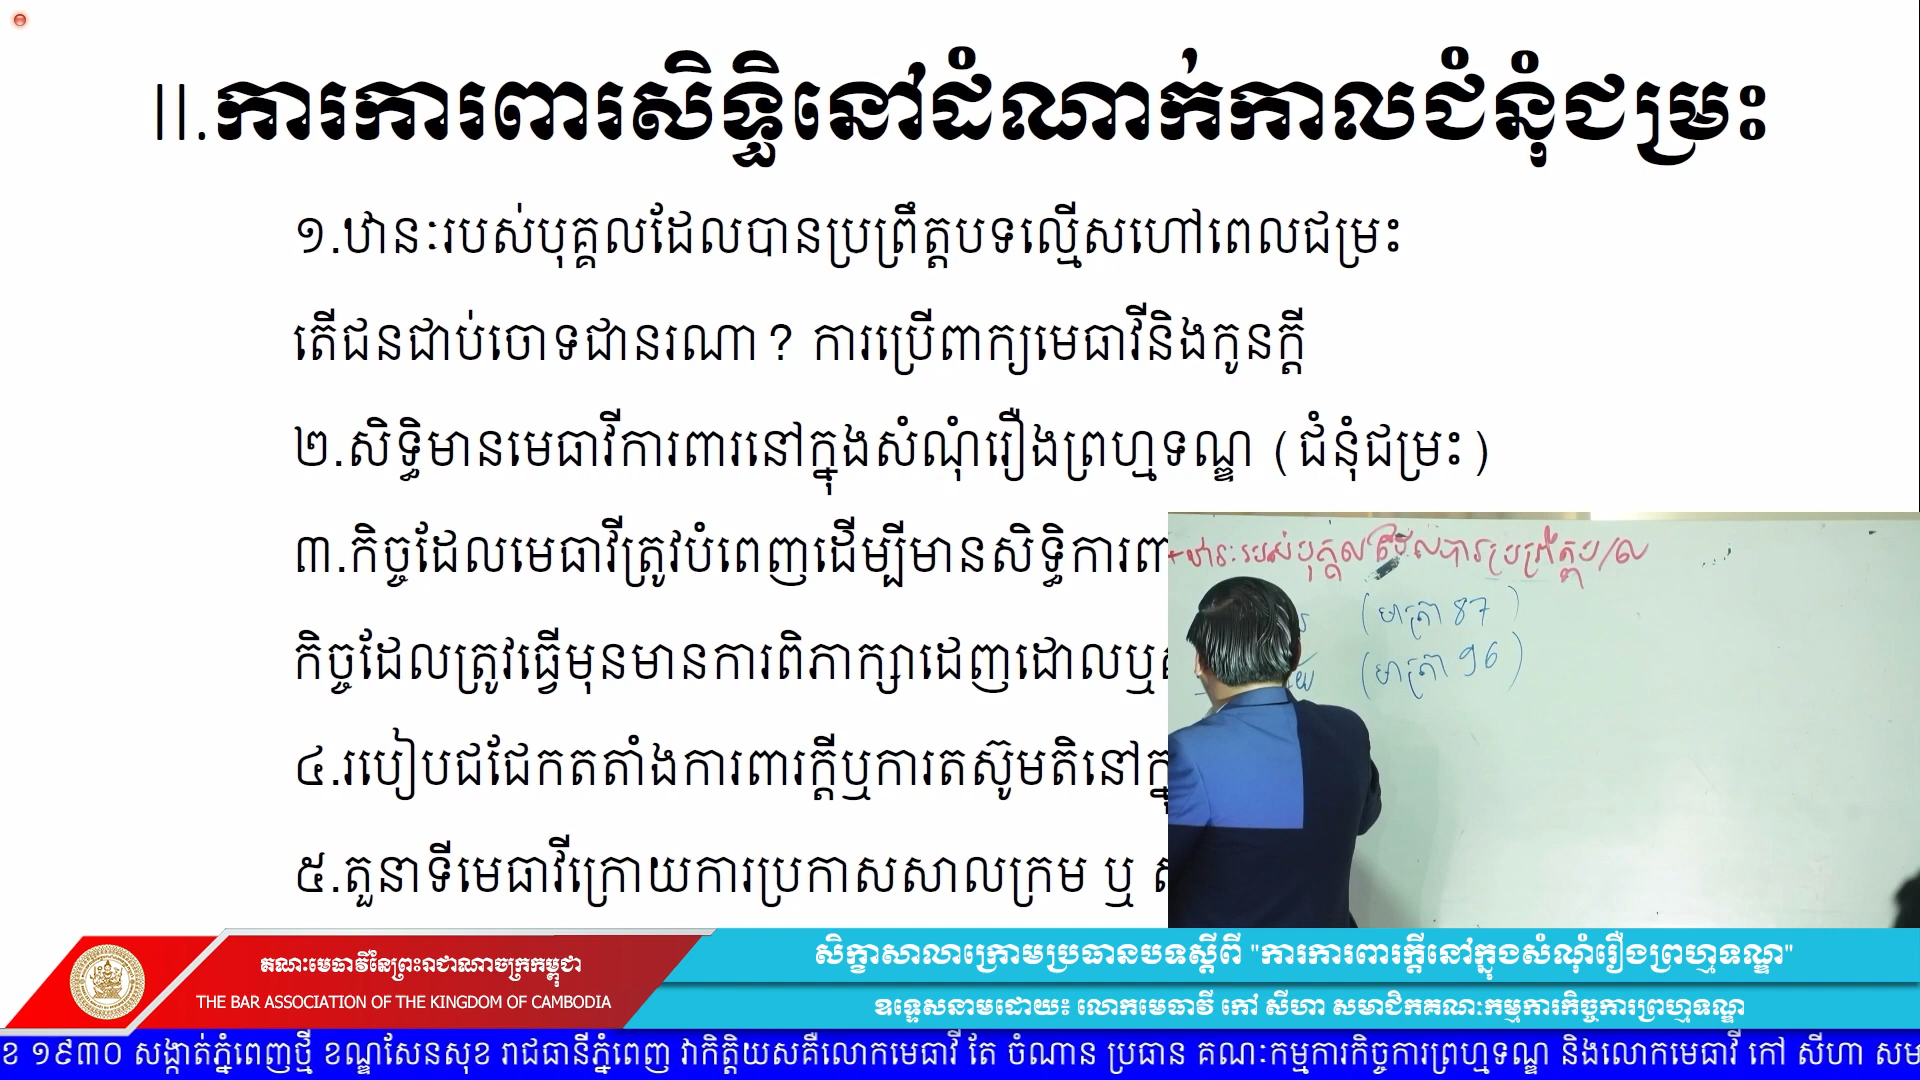 II.ការការពារសិទ្ធិនៅដំណាក់កាលជំនុំជម្រះ
១.ឋានៈរបស់បុគ្គលដែលបានប្រព្រឹត្តបទល្មើសហៅពេលជម្រះ
តើជនជាប់ចោទជានរណា? ការប្រើពាក្យមេធាវីនិងកូនក្តី
២.សិទ្ធិមានមេធាវីការពារនៅក្នុងសំណុំរឿងព្រហ្មទណ្ឌ (ជំនុំជម្រះ)
៣.កិច្ចដែលមេធាវីត្រូវបំពេញដើម្បីមានសិទ្ធិការពា
កិច្ចដែលត្រូវធ្វើមុនមានការពិភាក្សាដេញដោលឬ
៤.របៀបជជែកតតាំងការពារក្តីឬការតស៊ូមតិនៅក្នុ
៥.តួនាទីមេធាវីក្រោយការប្រកាសសាលក្រម ឬ
ឋានៈរបស់បុគ្គលដែលបានប្រព្រឹត្តប/ល
(មាត្រា 87)
(មាត្រា 96)
គណៈមេធាវីនៃព្រះរាជាណាចក្រកម្ពុជា
THE BAR ASSOCIATION OF THE KINGDOM OF CAMBODIA
សិក្ខាសាលាក្រោមប្រធានបទស្តីពី "ការការពារក្តីនៅក្នុងសំណុំរឿងព្រហ្មទណ្ឌ"
ឧទ្ទេសនាមដោយ៖ លោកមេធាវី កៅ សីហា សមាជិកគណៈកម្មការកិច្ចការព្រហ្មទណ្ឌ
ខ ១៩៣០ សង្កាត់ភ្នំពេញថ្មី ខណ្ឌសែនសុខ រាជធានីភ្នំពេញ វាគិត្តិយសគឺលោកមេធាវី តែ ចំណាន ប្រធាន គណៈកម្មការកិច្ចការព្រហ្មទណ្ឌ និងលោកមេធាវី កៅ សីហា សម